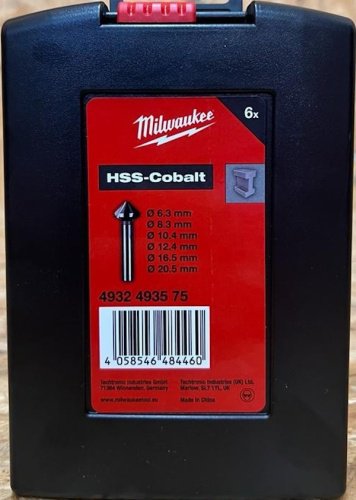 Milwaukee
6x
HSS-Cobalt
Ø 6.3 mm
Ø 8.3 mm
Ø 10.4 mm
Ø 12.4 mm
Ø 16.5 mm
Ø 20.5 mm
4932 4935 75
4 058546 484460
Techtronic Industries GmbH,
71364 Winnenden, Germany
www.milwaukeetool.eu
Techtronic Industries (UK) Ltd.
Marlow, SL7 1YL, UK
Made in China